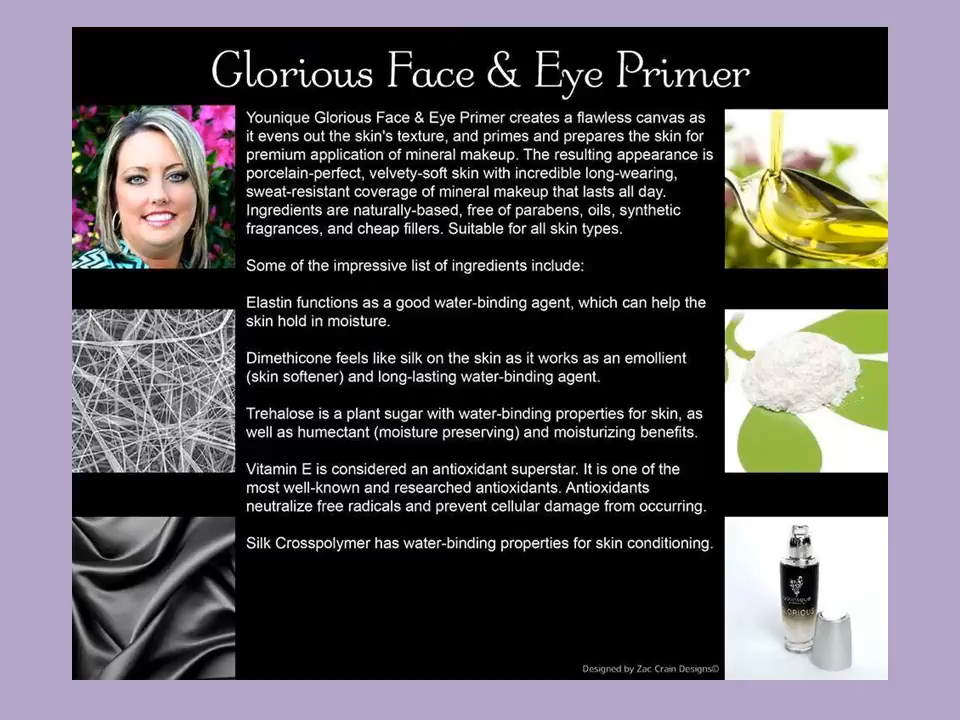 Glorious Face & Eye Primer
Younique Glorious Face & Eye Primer creates a flawless canvas as
it evens out the skin's texture, and primes and prepares the skin for
premium application of mineral makeup. The resulting appearance is
porcelain-perfect, velvety-soft skin with incredible long-wearing,
sweat-resistant coverage of mineral makeup that lasts all day.
Ingredients are naturally-based, free of parabens, oils, synthetic
fragrances, and cheap fillers. Suitable for all skin types.
Some of the impressive list of ingredients include:
Elastin functions as a good water-binding agent, which can help the
skin hold in moisture.
Dimethicone feels like silk on the skin as it works as an emollient
(skin softener) and long-lasting water-binding agent.
Trehalose is a plant sugar with water-binding properties for skin, as
well as humectant (moisture preserving) and moisturizing benefits.
Vitamin E is considered an antioxidant superstar. It is one of the
most well-known and researched antioxidants. Antioxidants
neutralize free radicals and prevent cellular damage from occurring.
Silk Crosspolymer has water-binding properties for skin conditioning.
GLORIOUS
Designed by Zac Crain Designs©